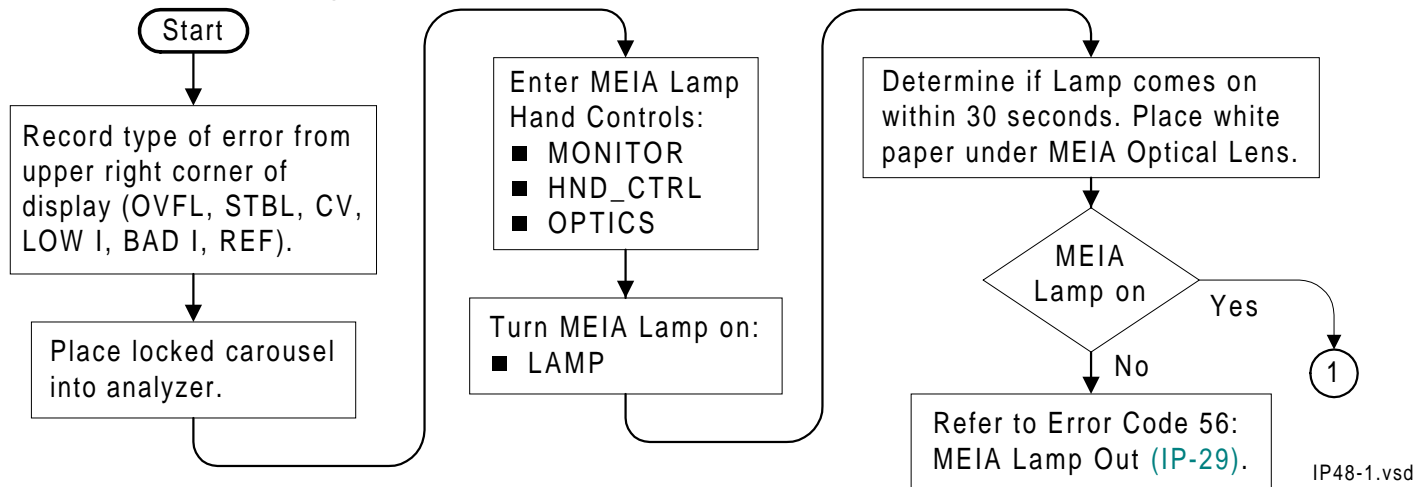 Start
Record type of error from
upper right corner of
display (OVFL, STBL, CV,
LOW I, BAD I, REF).
Place locked carousel
into analyzer.
Enter MEIA Lamp
Hand Controls:
■ MONITOR
■ HND_CTRL
■ OPTICS
Turn MEIA Lamp on:
■ LAMP
Determine if Lamp comes on
within 30 seconds. Place white
paper under MEIA Optical Lens.
MEIA
Lamp on
Yes
1
No
Refer to Error Code 56:
MEIA Lamp Out (IP-29).
IP48-1.vsd